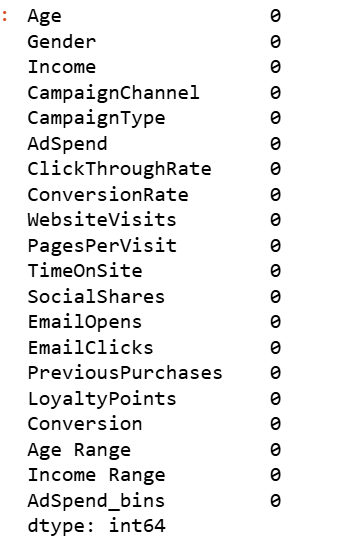 : Age 0
Gender 0
Income 0
CampaignChannel 0
CampaignType 0
AdSpend 0
ClickThroughRate 0
ConversionRate 0
WebsiteVisits 0
PagesPerVisit 0
TimeOnSite 0
SocialShares 0
EmailOpens 0
EmailClicks 0
PreviousPurchases 0
LoyaltyPoints 0
Conversion 0
Age Range 0
Income Range 0
AdSpend_bins 0
dtype: int64